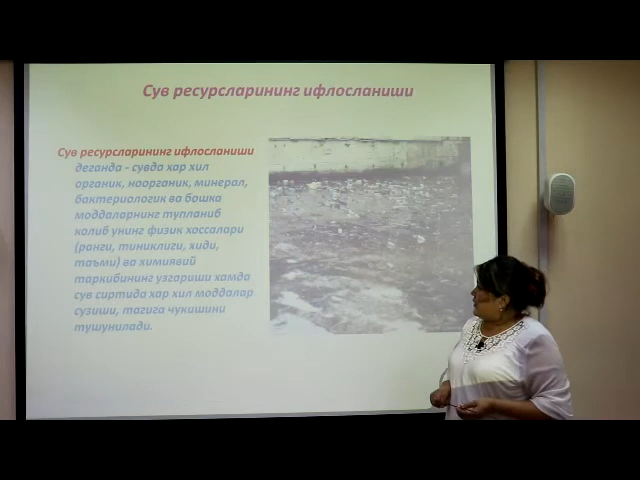 Сув ресурсларининг ифлосланиши
Сув ресурсларининг ифлосланиши
деганда - сувда хар хил
органик, ноорганик, минерал,
бактериологик ва бошка
моддаларнинг тупланиб
колиб унинг физик хоссалари
(ранги, тиниклиги, хиди,
таъми) ва химиявий
таркибининг узгариши хамда
сув сиртида хар хил моддалар
сузиши, тагига чукишини
тушунилади.